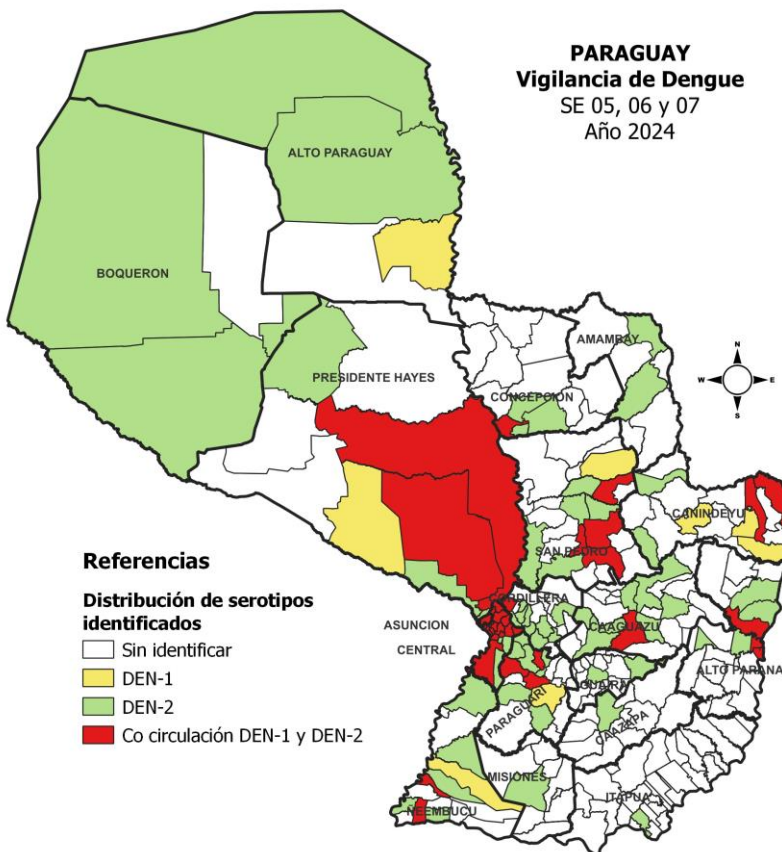 PARAGUAY
Vigilancia de Dengue
SE 05, 06 y 07
Año 2024
ALTO PARAGUAY
BOQUERON
AMAMBAY
N
W E
S
PRESIDENTE HAYES
CONCEPCION
CANINDEYU
SAN PEDRO
CORDILLERA
ASUNCION
CENTRAL
CAAGUAZU
ALTO PARANA
GUAIRA
PARAGUARI
CAAZAPA
MISIONES
ITAPUA
ÑEEMBUCU
Referencias
Distribución de serotipos
identificados
Sin identificar
DEN-1
DEN-2
Co circulación DEN-1 y DEN-2